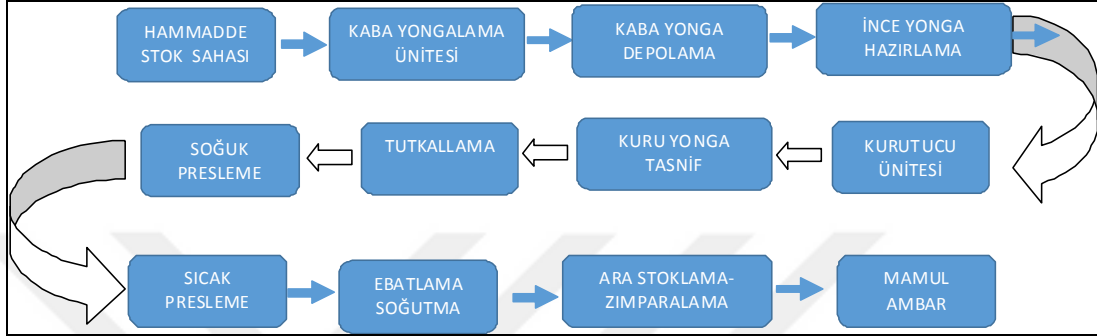 HAMMADDE
STOK SAHASI
KABA YONGALAMA
ÜNİTESİ
KABA YONGA
DEPOLAMA
İNCE YONGA
HAZIRLAMA
SOĞUK
PRESLEME
TUTKALLAMA
KURU YONGA
TASNİF
KURUTUCU
ÜNİTESİ
SICAK
PRESLEME
EBATLAMA
SOĞUTMA
ARA STOKLAMA-
ZIMPARALAMA
MAMUL
AMBAR